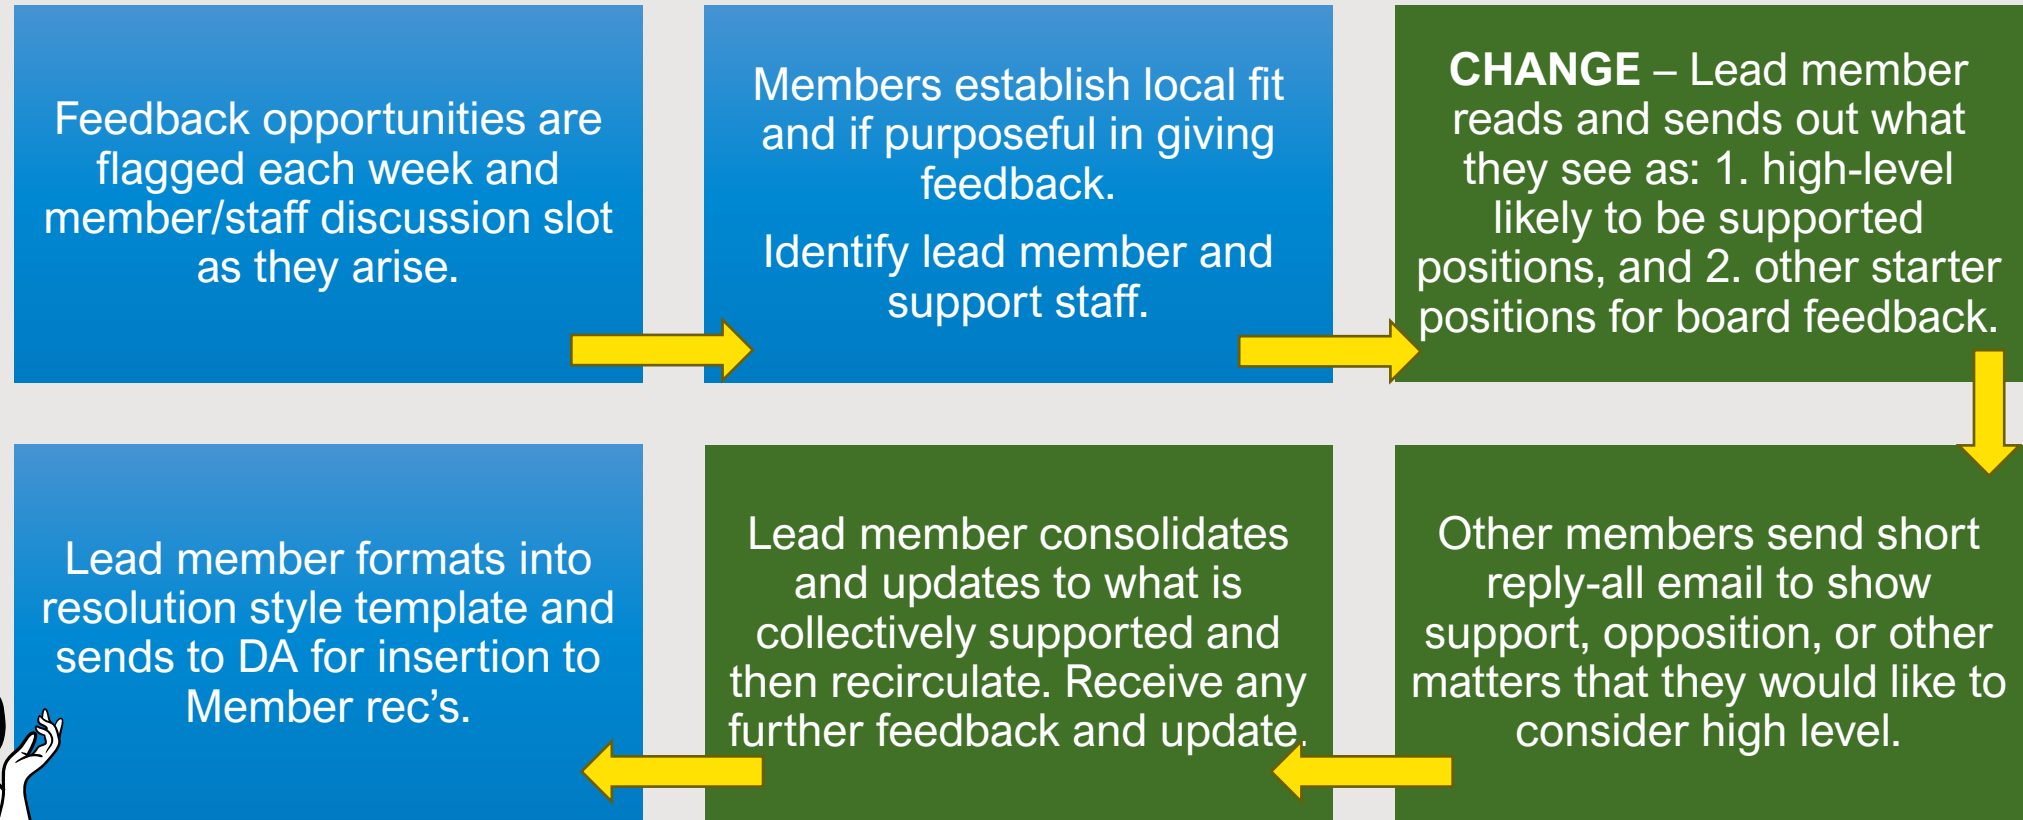 Feedback opportunities are
flagged each week and
member/staff discussion slot
as they arise.
Members establish local fit
and if purposeful in giving
feedback.
Identify lead member and
support staff.
CHANGE – Lead member
reads and sends out what
they see as: 1. high-level
likely to be supported
positions, and 2. other starter
positions for board feedback.
Other members send short
reply-all email to show
support, opposition, or other
matters that they would like to
consider high level.
Lead member consolidates
and updates to what is
collectively supported and
then recirculate. Receive any
further feedback and update.
Lead member formats into
resolution style template and
sends to DA for insertion to
Member rec’s.